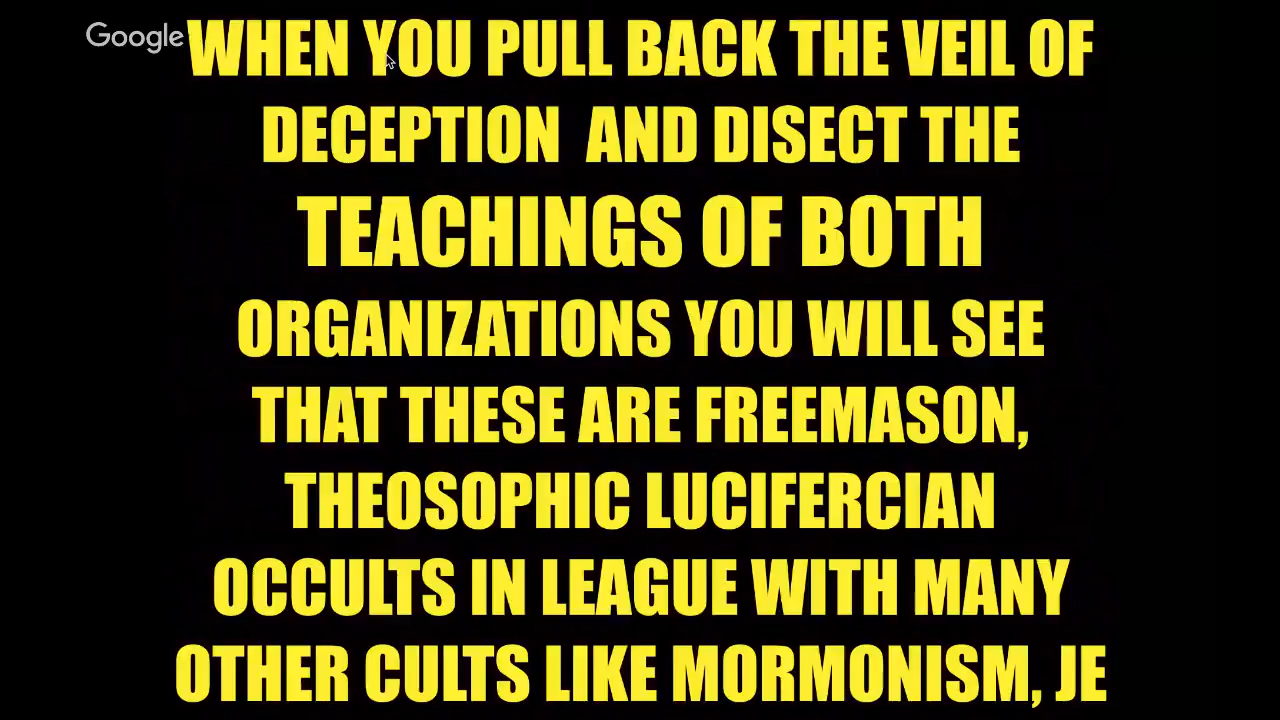 Google
WHEN YOU PULL BACK THE VEIL OF
DECEPTION AND DISECT THE
TEACHINGS OF BOTH
ORGANIZATIONS YOU WILL SEE
THAT THESE ARE FREEMASON,
THEOSOPHIC LUCIFERCIAN
OCCULTS IN LEAGUE WITH MANY
OTHER CULTS LIKE MORMONISM, JE